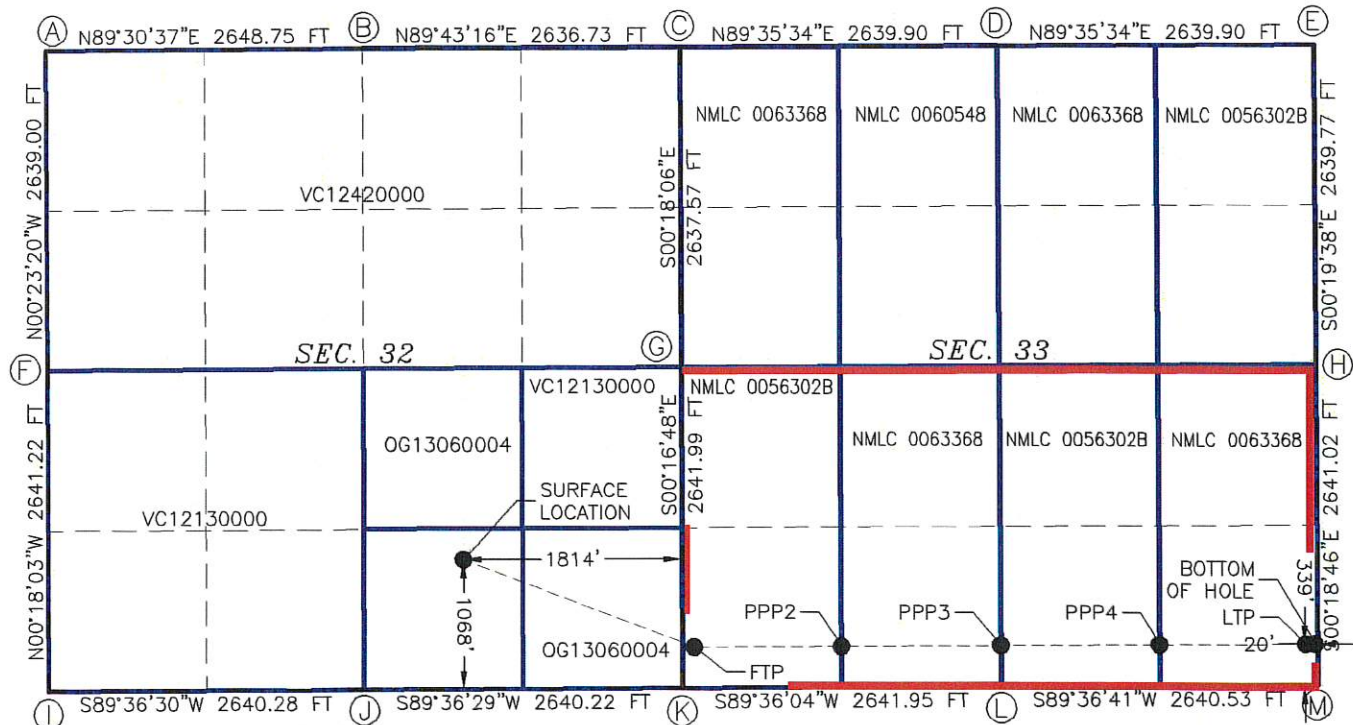 A B C D E
N89°30'37"E 2648.75 FT
N89°43'16"E 2636.73 FT
N89°35'34"E 2639.90 FT
N89°35'34"E 2639.90 FT
N00°23'20"W 2639.00 FT
VC12420000
S00°18'06"E
2637.57 FT
NMLC 0063368
NMLC 0060548
NMLC 0063368
NMLC 0056302B
S00°19'38"E 2639.77 FT
F
SEC. 32
G
SEC. 33
H
N00°18'03"W 2641.22 FT
VC12130000
VC12130000
OG13060004
S00°16'48"E
2641.99 FT
NMLC 0056302B
NMLC 0063368
NMLC 0056302B
NMLC 0063368
S00°18'46"E 2641.02 FT
SURFACE
LOCATION
1814'
1068'
OG13060004
FTP
PPP2
PPP3
PPP4
BOTTOM
OF HOLE
LTP
339'
20'
I J K L M
S89°36'30"W 2640.28 FT
S89°36'29"W 2640.22 FT
S89°36'04"W 2641.95 FT
S89°36'41"W 2640.53 FT